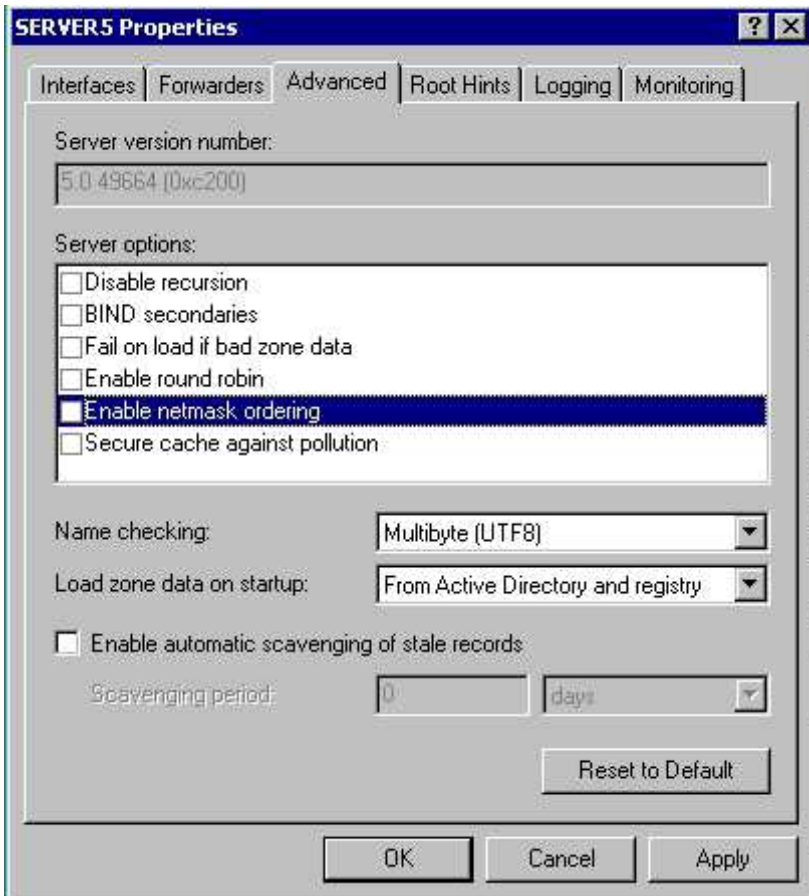 SERVER5 Properties
Interfaces Forwarders Advanced Root Hints Logging Monitoring
Server version number:
5.0 49664 (0xc200)
Server options:
Disable recursion
BIND secondaries
Fail on load if bad zone data
Enable round robin
Enable netmask ordering
Secure cache against pollution
Name checking: Multibyte (UTF8)
Load zone data on startup: From Active Directory and registry
Enable automatic scavenging of stale records
Scavenging period: 0 days
Reset to Default
OK Cancel Apply